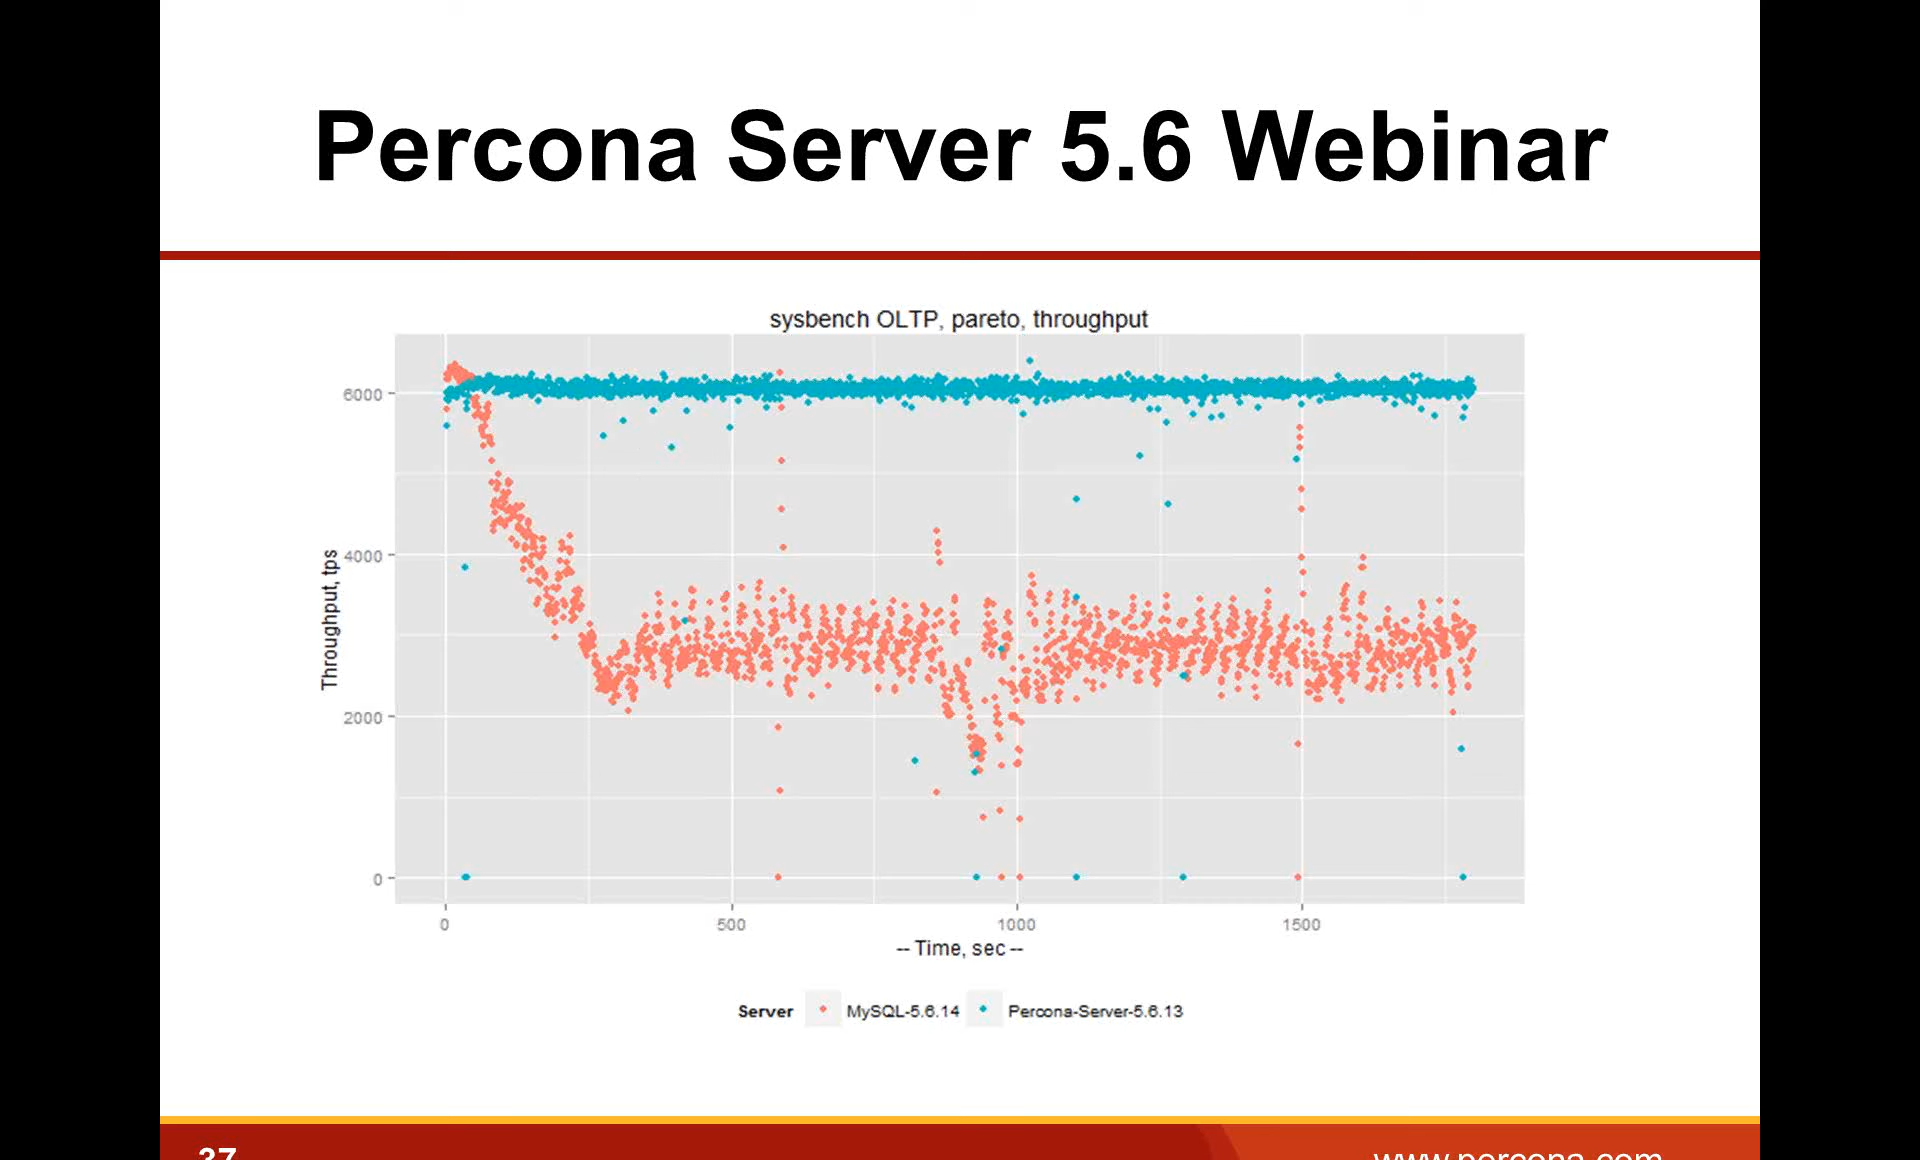 Percona Server 5.6 Webinar
sysbench OLTP, pareto, throughput
Throughput, tps
6000
4000
2000
0
0 500 1000 1500
-- Time, sec --
Server MySQL-5.6.14 Percona-Server-5.6.13
37 www.percona.com